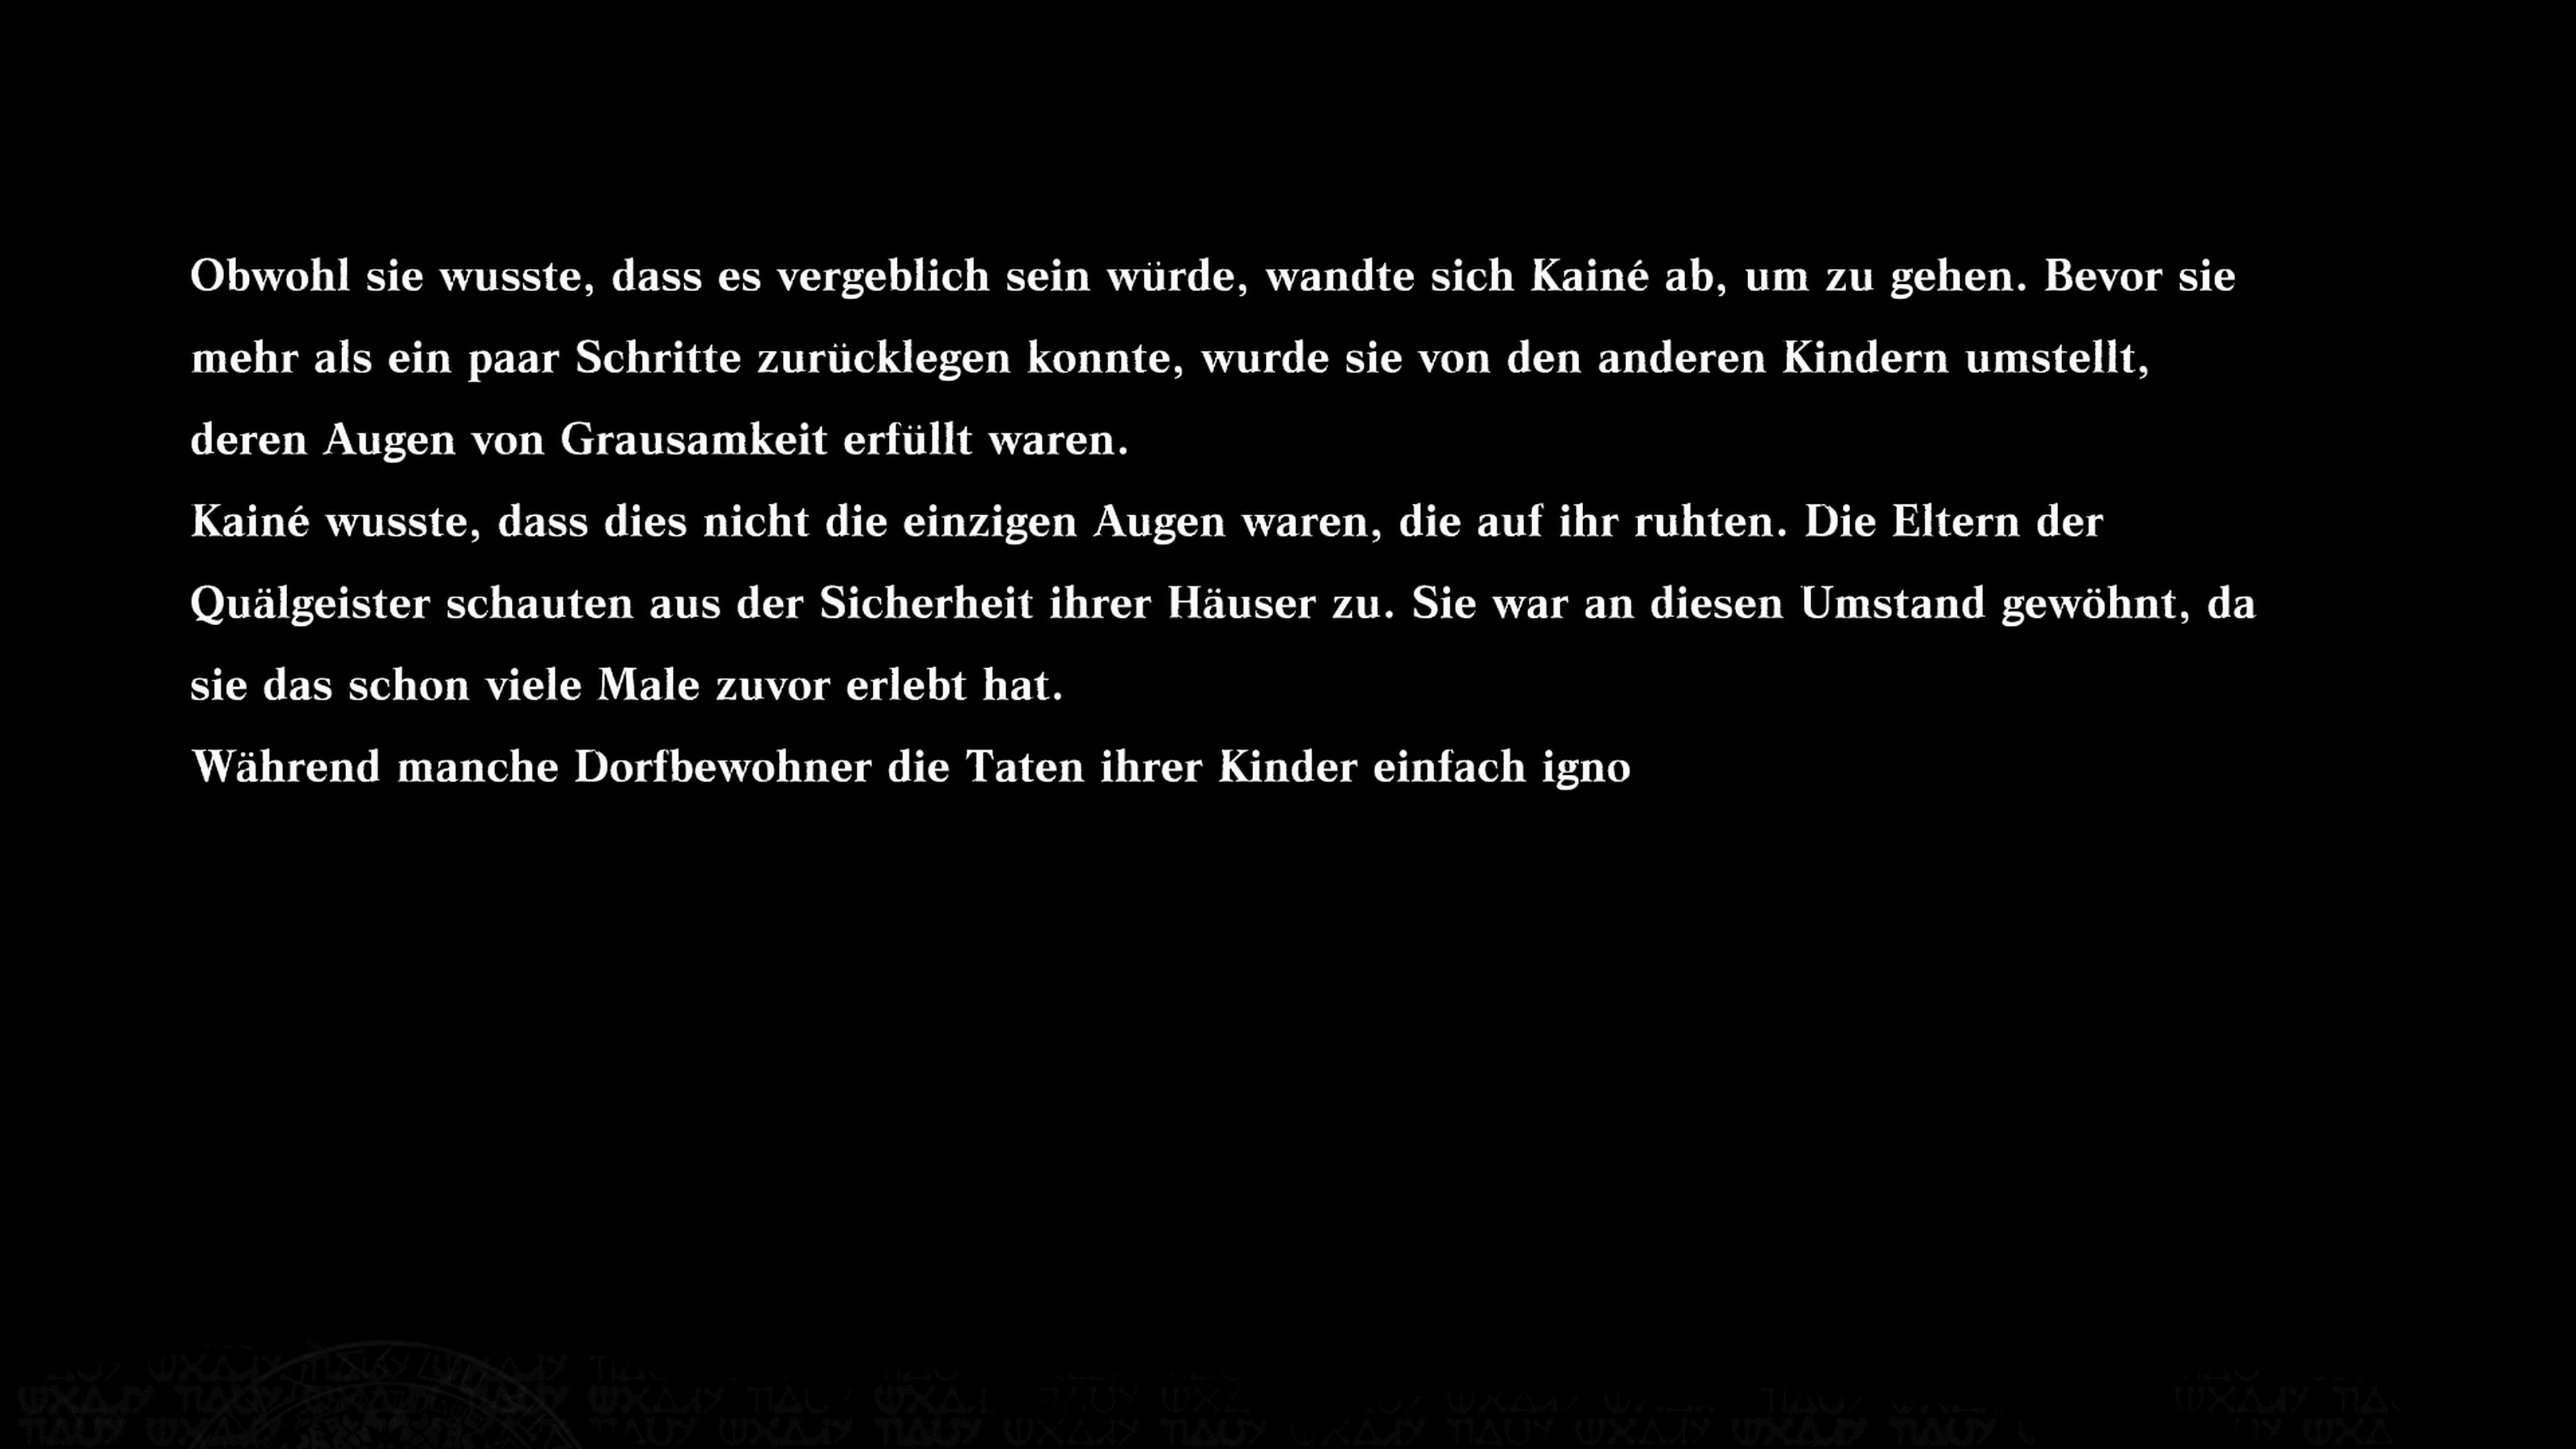 Obwohl sie wusste, dass es vergeblich sein würde, wandte sich Kainé ab, um zu gehen. Bevor sie
mehr als ein paar Schritte zurücklegen konnte, wurde sie von den anderen Kindern umstellt,
deren Augen von Grausamkeit erfüllt waren.
Kainé wusste, dass dies nicht die einzigen Augen waren, die auf ihr ruhten. Die Eltern der
Quälgeister schauten aus der Sicherheit ihrer Häuser zu. Sie war an diesen Umstand gewöhnt, da
sie das schon viele Male zuvor erlebt hat.
Während manche Dorfbewohner die Taten ihrer Kinder einfach igno